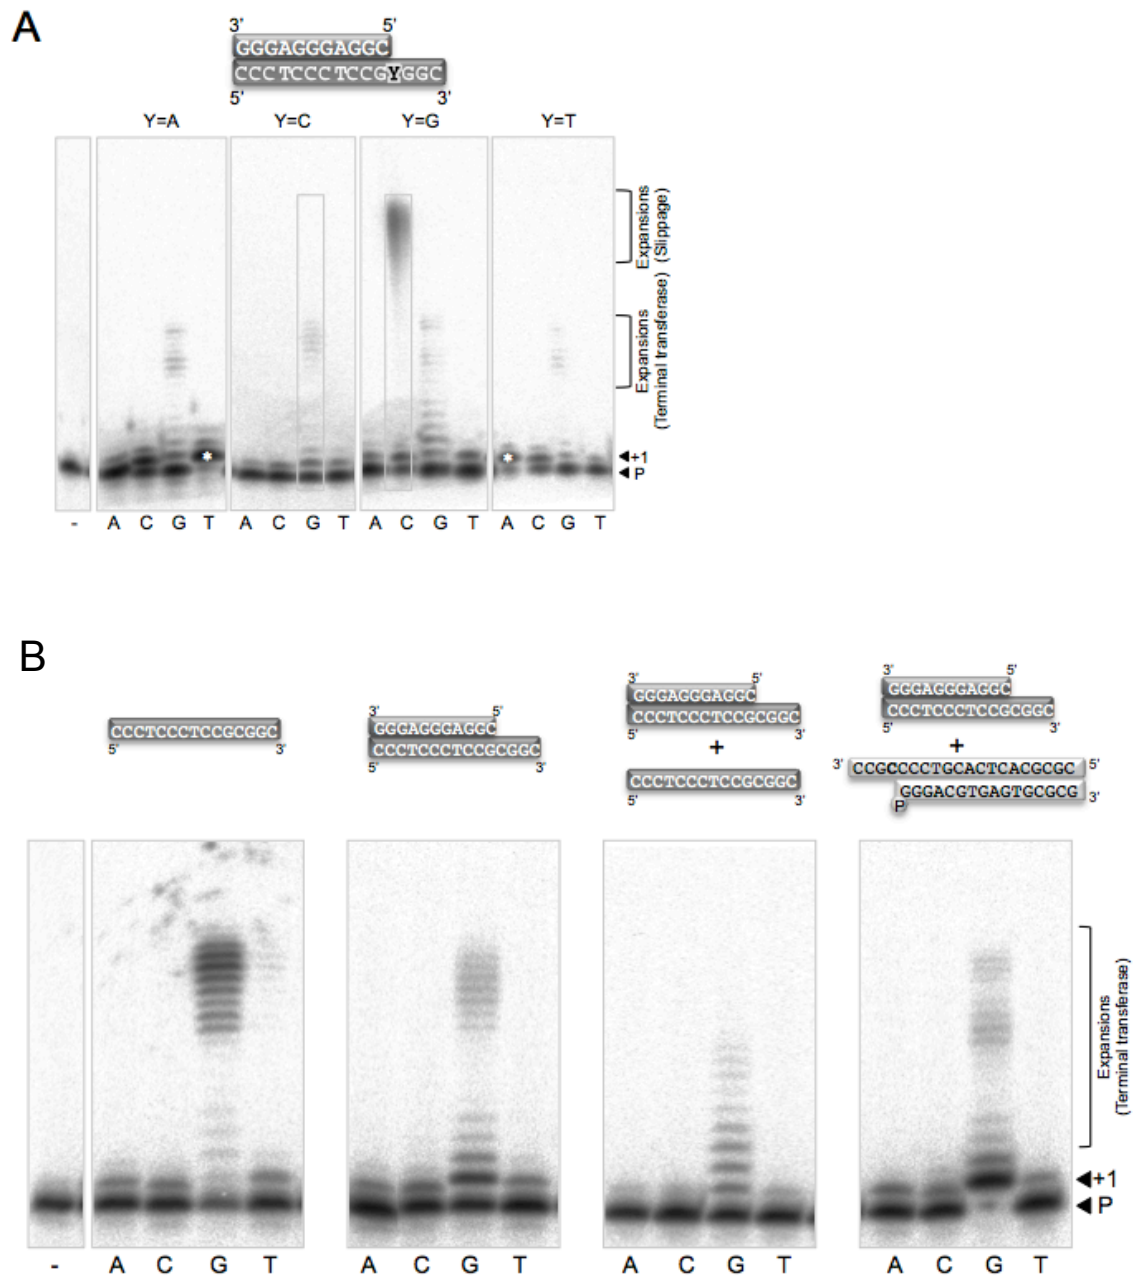 A
3' 5'
GGGAGGGAGGC
CCCTCCCTCCGYGGC
5' 3'
Y=A Y=C Y=G Y=T
Expansions
(Slippage)
Expansions
(Terminal transferase)
* *
+1
P
- A C G T A C G T A C G T A C G T
B
CCCTCCCTCCGCGGC
5' 3'
3' 5'
GGGAGGGAGGC
CCCTCCCTCCGCGGC
5' 3'
3' 5'
GGGAGGGAGGC
CCCTCCCTCCGCGGC
5' 3'
+
CCCTCCCTCCGCGGC
5' 3'
3' 5'
GGGAGGGAGGC
CCCTCCCTCCGCGGC
5' 3'
+
3' CCGCCCCTGCACTCACGCGC 5'
GGGACGTGAGTGCGCG 3'
P
Expansions
(Terminal transferase)
+1
P
- A C G T A C G T A C G T A C G T